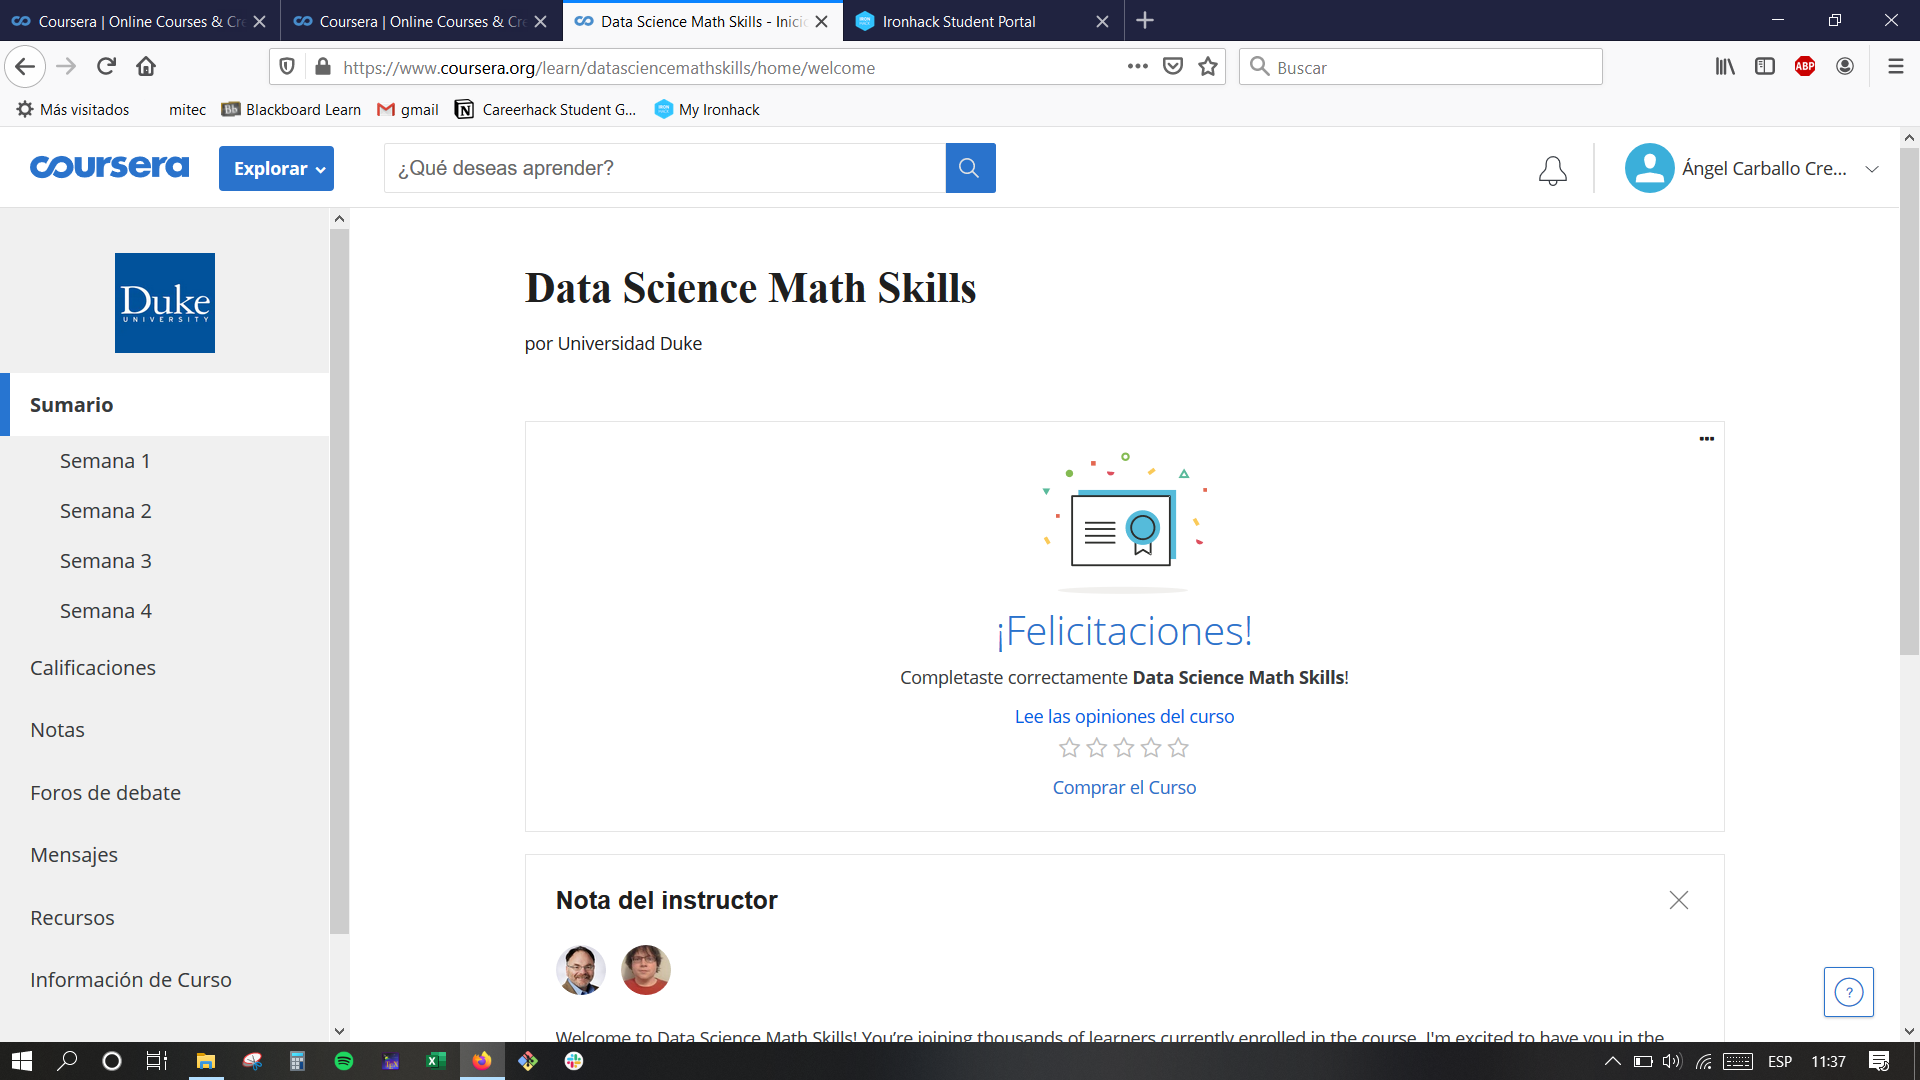 Coursera | Online Courses & Cre
Coursera | Online Courses & Cre
Data Science Math Skills - Inicio
Ironhack Student Portal
https://www.coursera.org/learn/datasciencemathskills/home/welcome
Buscar
ABP
Más visitados
mitec
Bb
Blackboard Learn
gmail
Careerhack Student G...
My Ironhack
coursera
Explorar
¿Qué deseas aprender?
Ángel Carballo Cre...
Duke
UNIVERSITY
Sumario
Semana 1
Semana 2
Semana 3
Semana 4
Calificaciones
Notas
Foros de debate
Mensajes
Recursos
Información de Curso
Data Science Math Skills
por Universidad Duke
¡Felicitaciones!
Completaste correctamente Data Science Math Skills!
Lee las opiniones del curso
Comprar el Curso
Nota del instructor
Welcome to Data Science Math Skills! You're joining thousands of learners currently enrolled in the course. I'm excited to have you in the
?
ESP
11:37